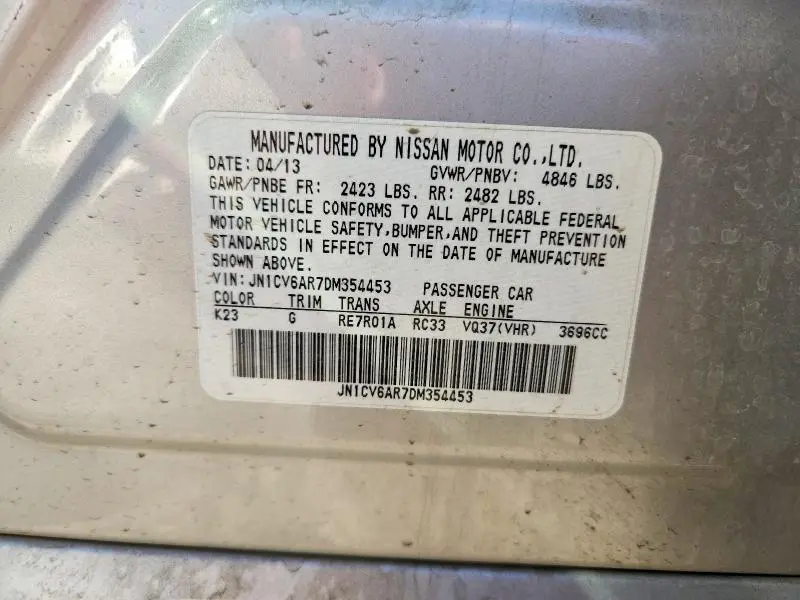 MANUFACTURED BY NISSAN MOTOR CO.,LTD.
DATE: 04/13 GVWR/PNBV: 4846 LBS.
GAWR/PNBE FR: 2423 LBS. RR: 2482 LBS.
THIS VEHICLE CONFORMS TO ALL APPLICABLE FEDERAL
MOTOR VEHICLE SAFETY,BUMPER,AND THEFT PREVENTION
STANDARDS IN EFFECT ON THE DATE OF MANUFACTURE
SHOWN ABOVE.
VIN: JN1CV6AR7DM354453 PASSENGER CAR
COLOR TRIM TRANS AXLE ENGINE
K23 G RE7R01A RC33 VQ37(VHR) 3696CC
JN1CV6AR7DM354453